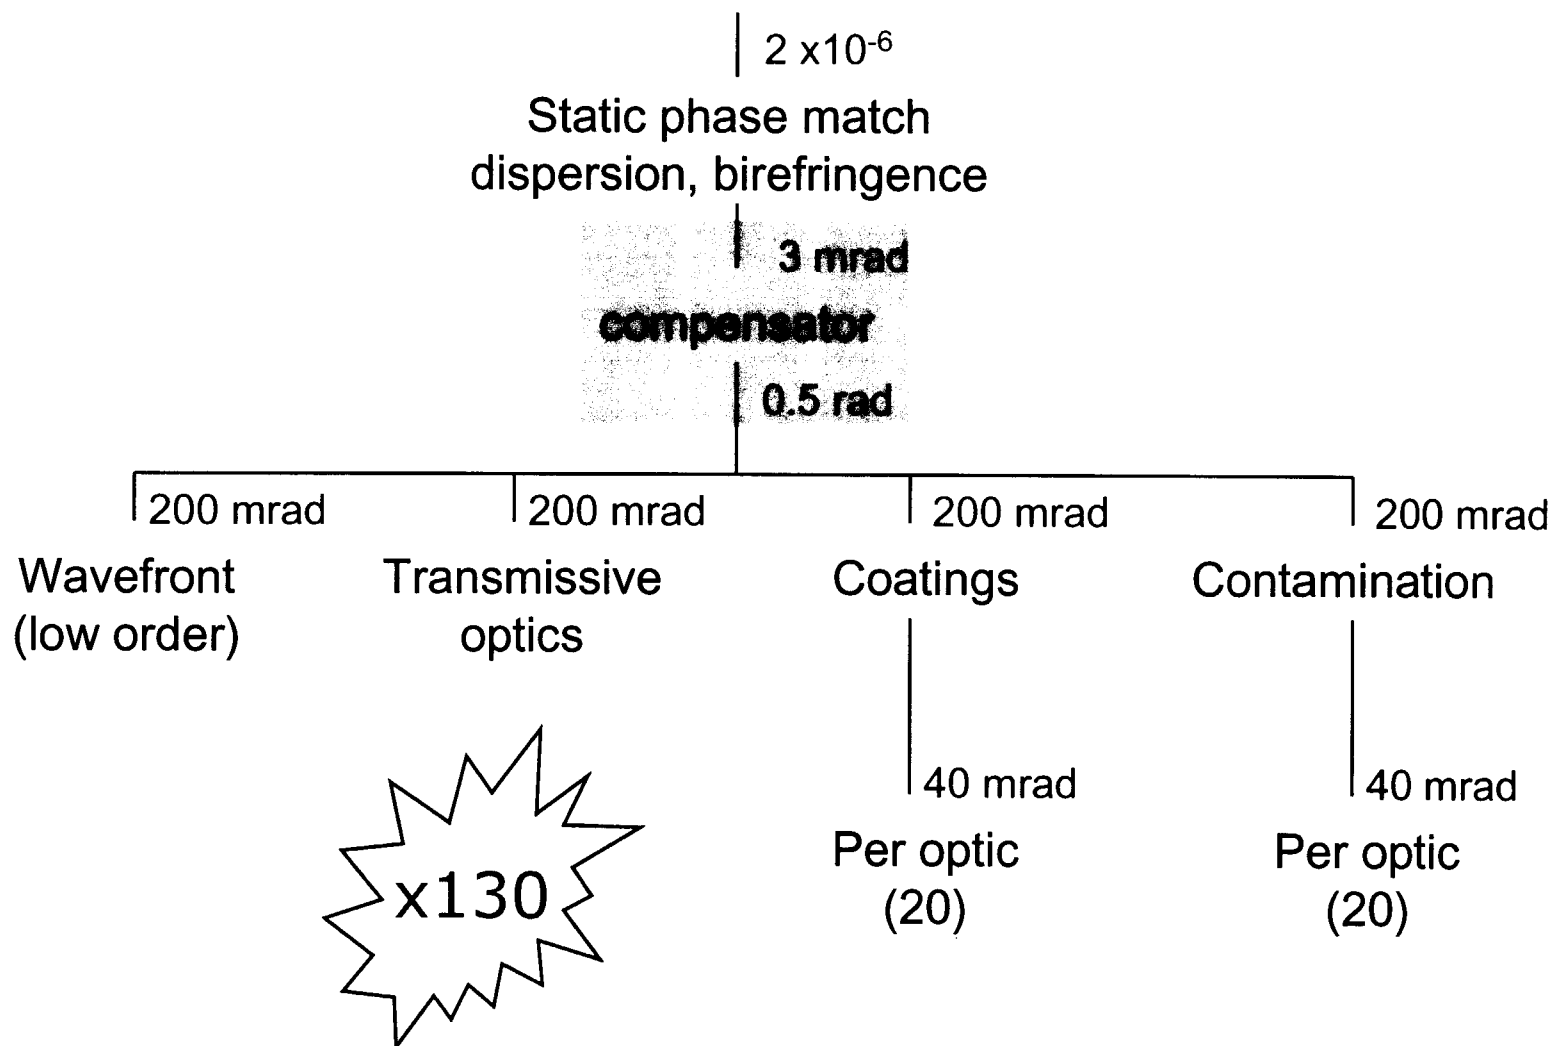 2 x10⁻⁶
Static phase match
dispersion, birefringence
3 mrad
compensator
0.5 rad
200 mrad
200 mrad
200 mrad
200 mrad
Wavefront
(low order)
Transmissive
optics
Coatings
Contamination
40 mrad
40 mrad
Per optic
(20)
Per optic
(20)
x130